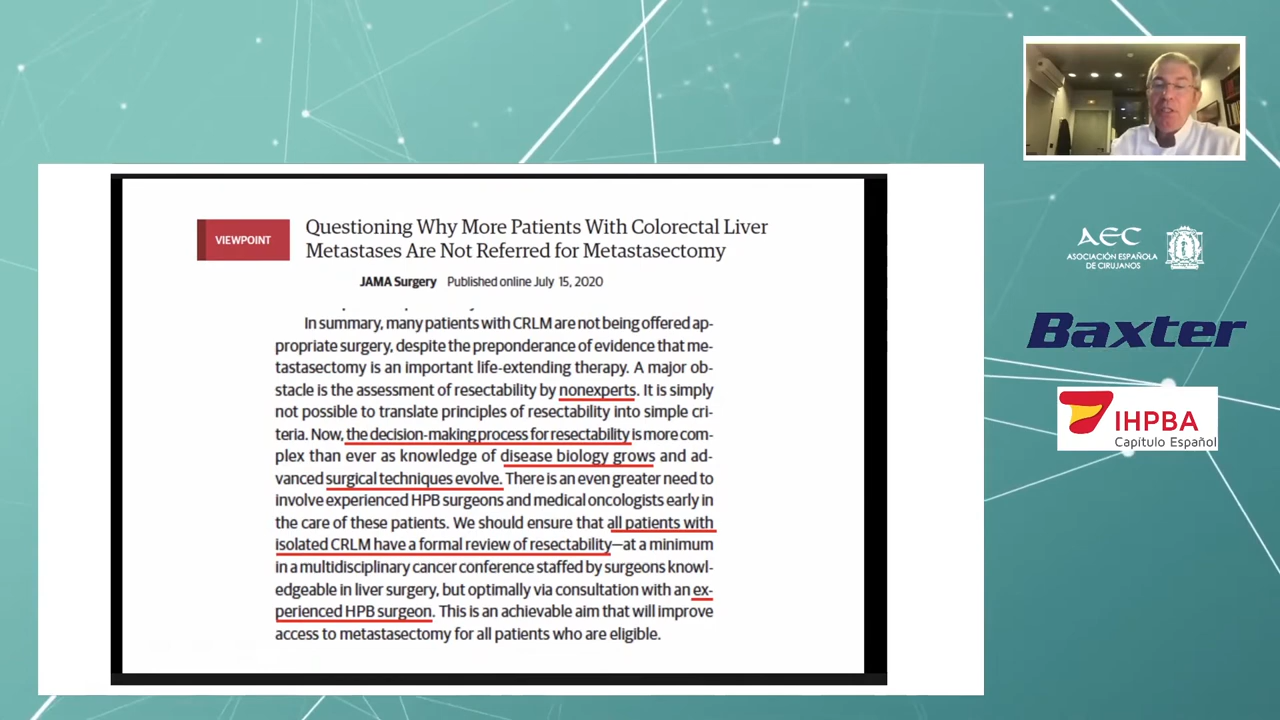 VIEWPOINT
Questioning Why More Patients With Colorectal Liver
Metastases Are Not Referred for Metastasectomy
JAMA Surgery Published online July 15, 2020
In summary, many patients with CRLM are not being offered ap-
propriate surgery, despite the preponderance of evidence that me-
tastasectomy is an important life-extending therapy. A major ob-
stacle is the assessment of resectability by nonexperts. It is simply
not possible to translate principles of resectability into simple cri-
teria. Now, the decision-making process for resectability is more com-
plex than ever as knowledge of disease biology grows and ad-
vanced surgical techniques evolve. There is an even greater need to
involve experienced HPB surgeons and medical oncologists early in
the care of these patients. We should ensure that all patients with
isolated CRLM have a formal review of resectability—at a minimum
in a multidisciplinary cancer conference staffed by surgeons knowl-
edgeable in liver surgery, but optimally via consultation with an ex-
perienced HPB surgeon. This is an achievable aim that will improve
access to metastasectomy for all patients who are eligible.
AEC
ASOCIACIÓN ESPAÑOLA
DE CIRUJANOS
Baxter
IHPBA
Capítulo Español